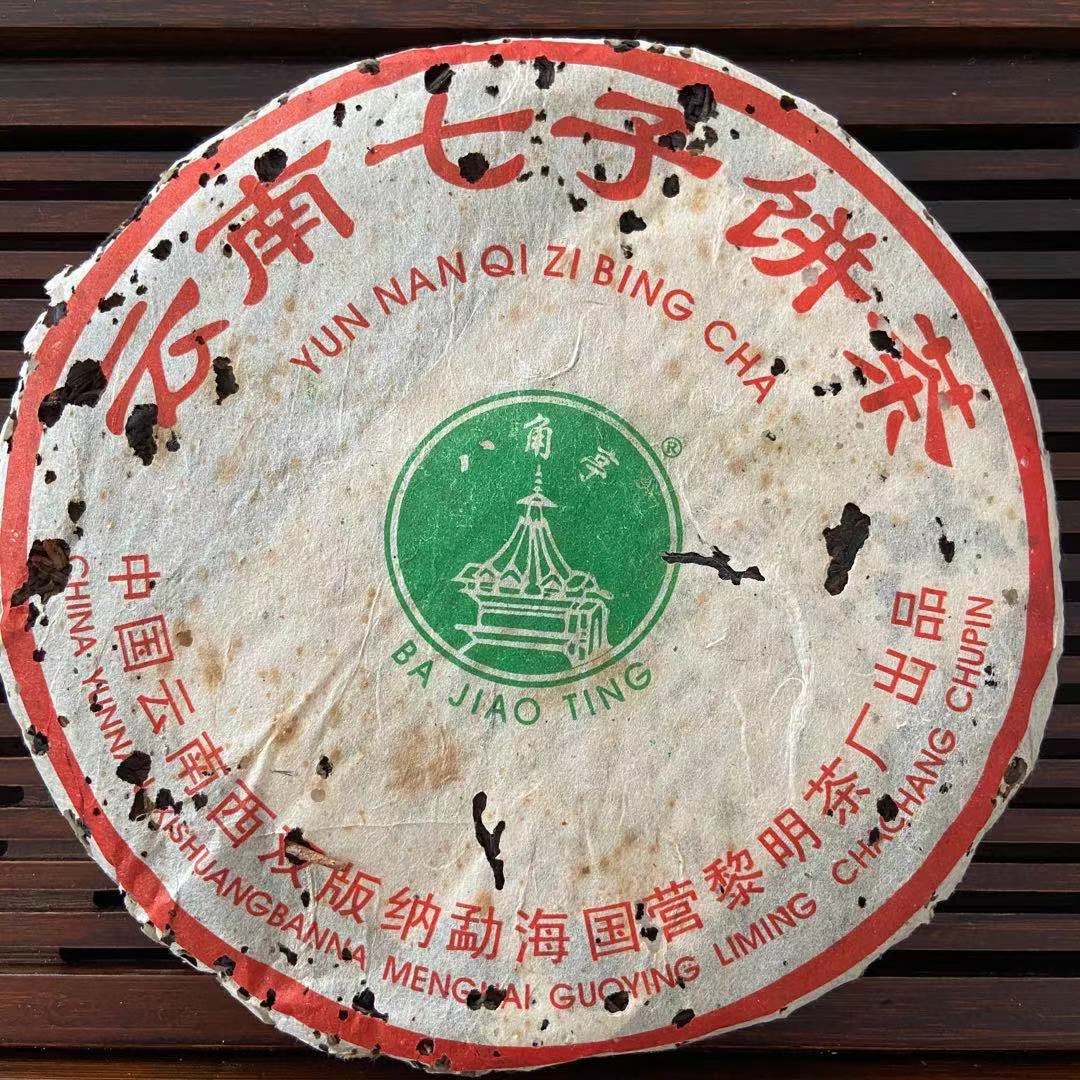 云南七子饼茶
YUN NAN QI ZI BING CHA
八角亭
®
BA JIAO TING
中国云南西双版纳勐海国营黎明茶厂出品
CHINA YUNNAN XISHUANGBANNA MENGHAI GUOYING LIMING CHACHANG CHUPIN